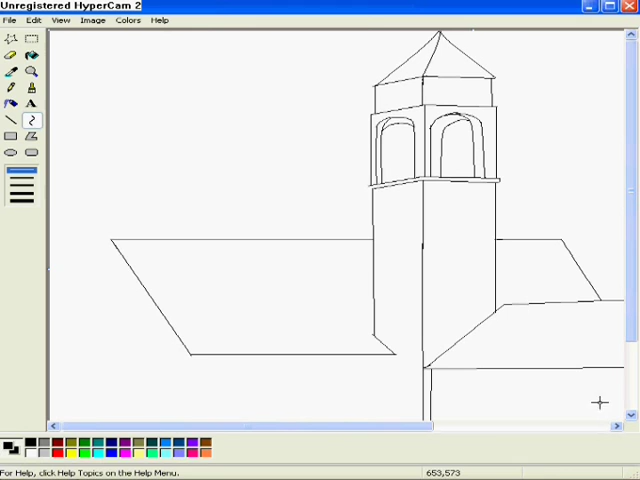 Unregistered HyperCam 2
File Edit View Image Colors Help
A
For Help, click Help Topics on the Help Menu.
653,573